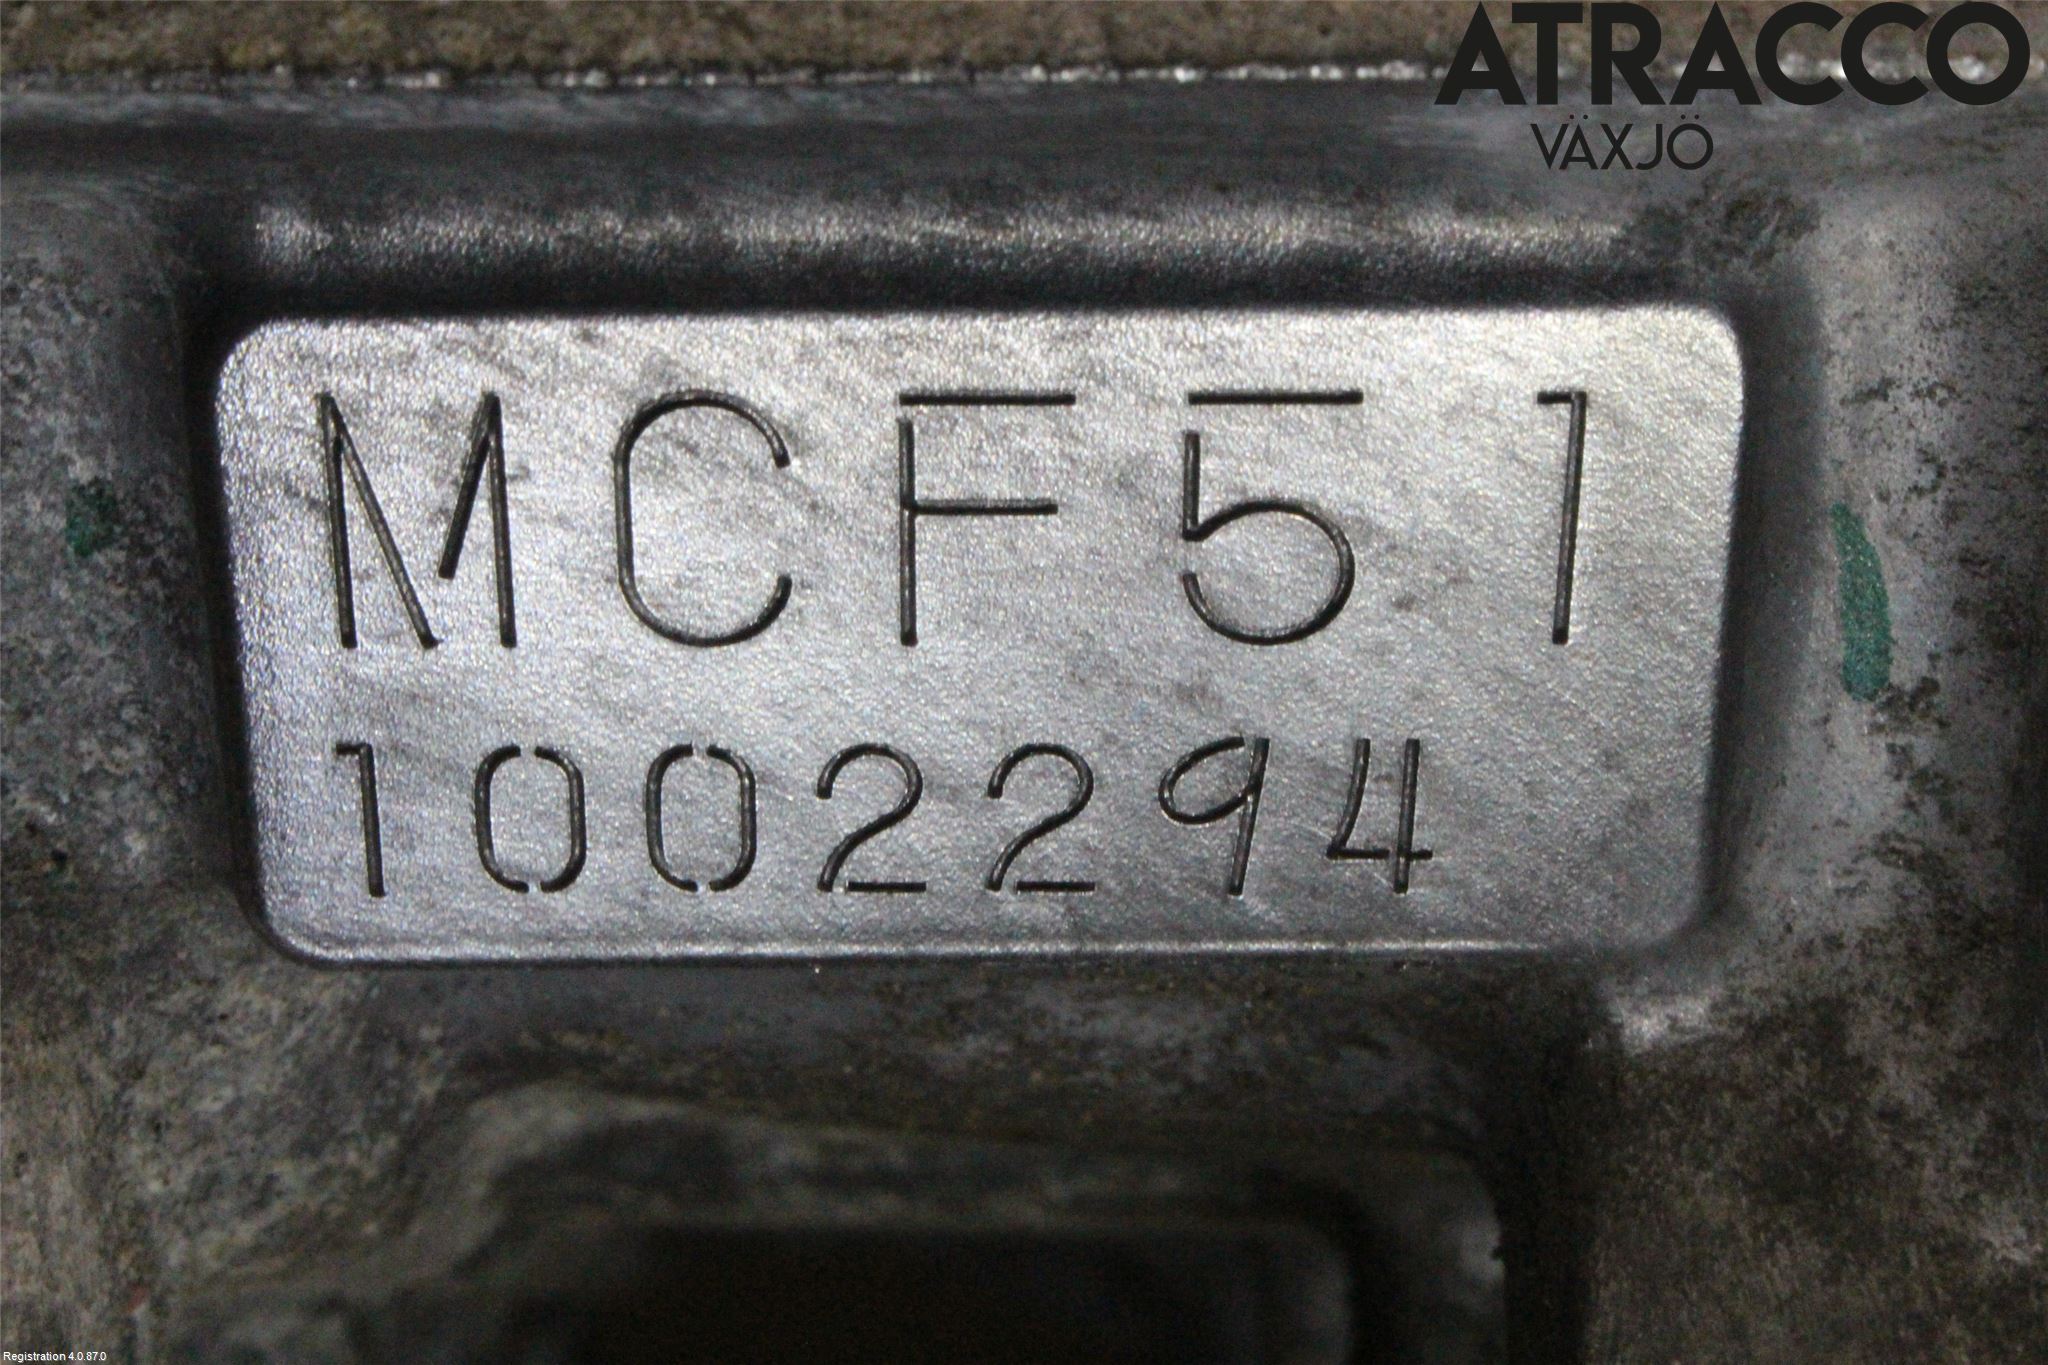 ATRACCO
VÄXJÖ
MCF51
1002294
Registration 4.0.87.0